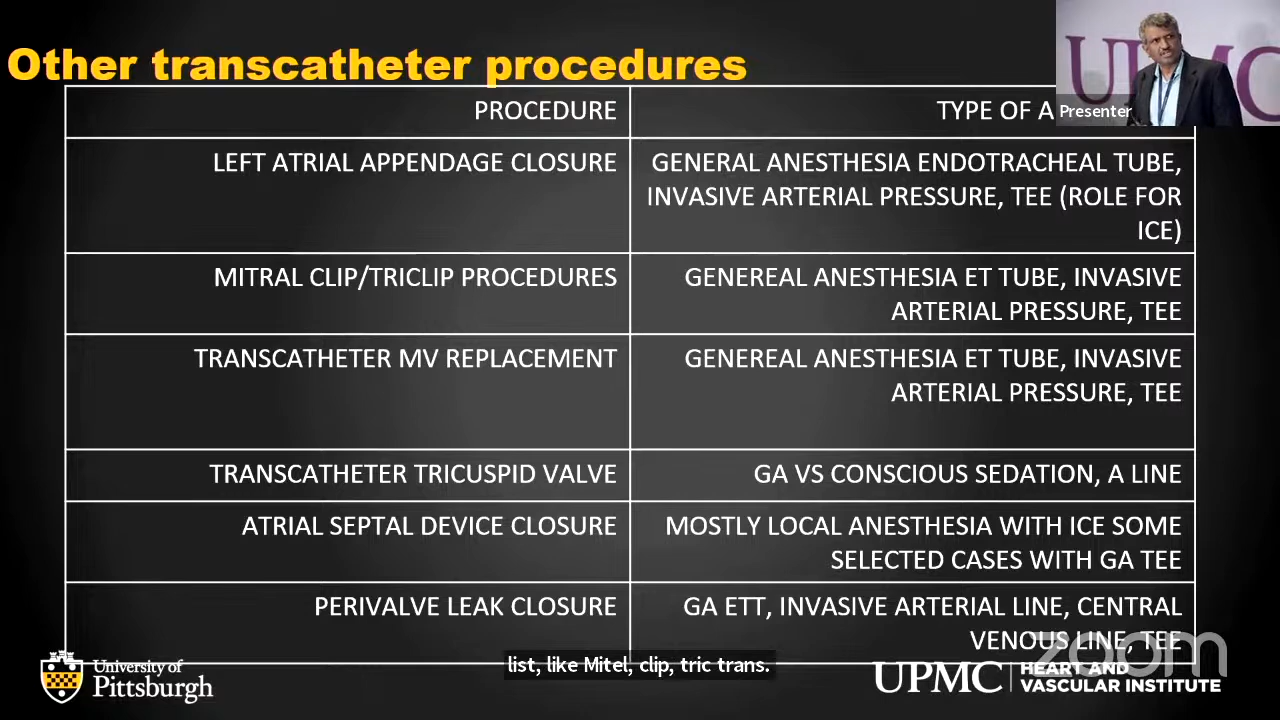 Other transcatheter procedures
PROCEDURE
TYPE OF A
LEFT ATRIAL APPENDAGE CLOSURE
GENERAL ANESTHESIA ENDOTRACHEAL TUBE,
INVASIVE ARTERIAL PRESSURE, TEE (ROLE FOR
ICE)
MITRAL CLIP/TRICLIP PROCEDURES
GENEREAL ANESTHESIA ET TUBE, INVASIVE
ARTERIAL PRESSURE, TEE
TRANSCATHETER MV REPLACEMENT
GENEREAL ANESTHESIA ET TUBE, INVASIVE
ARTERIAL PRESSURE, TEE
TRANSCATHETER TRICUSPID VALVE
GA VS CONSCIOUS SEDATION, A LINE
ATRIAL SEPTAL DEVICE CLOSURE
MOSTLY LOCAL ANESTHESIA WITH ICE SOME
SELECTED CASES WITH GA TEE
PERIVALVE LEAK CLOSURE
GA ETT, INVASIVE ARTERIAL LINE, CENTRAL
VENOUS LINE, TEE
UPMC
Presenter
list, like Mitel, clip, tric trans.
zoom
University of
Pittsburgh
UPMC
HEART AND
VASCULAR INSTITUTE